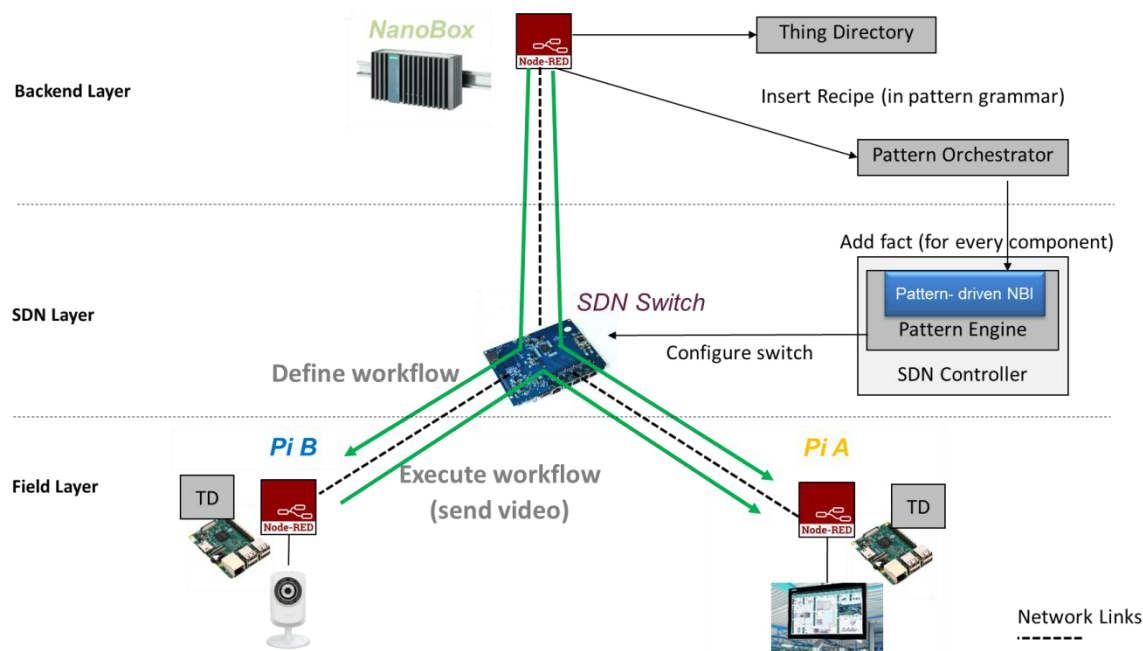 NanoBox
Node-RED
Thing Directory
Backend Layer
Insert Recipe (in pattern grammar)
Pattern Orchestrator
Add fact (for every component)
Pattern- driven NBI
SDN Switch
SDN Layer
Pattern Engine
Configure switch
Define workflow
SDN Controller
Pi B
Pi A
Execute workflow
(send video)
Field Layer
TD
Node-RED
Node-RED
TD
Network Links